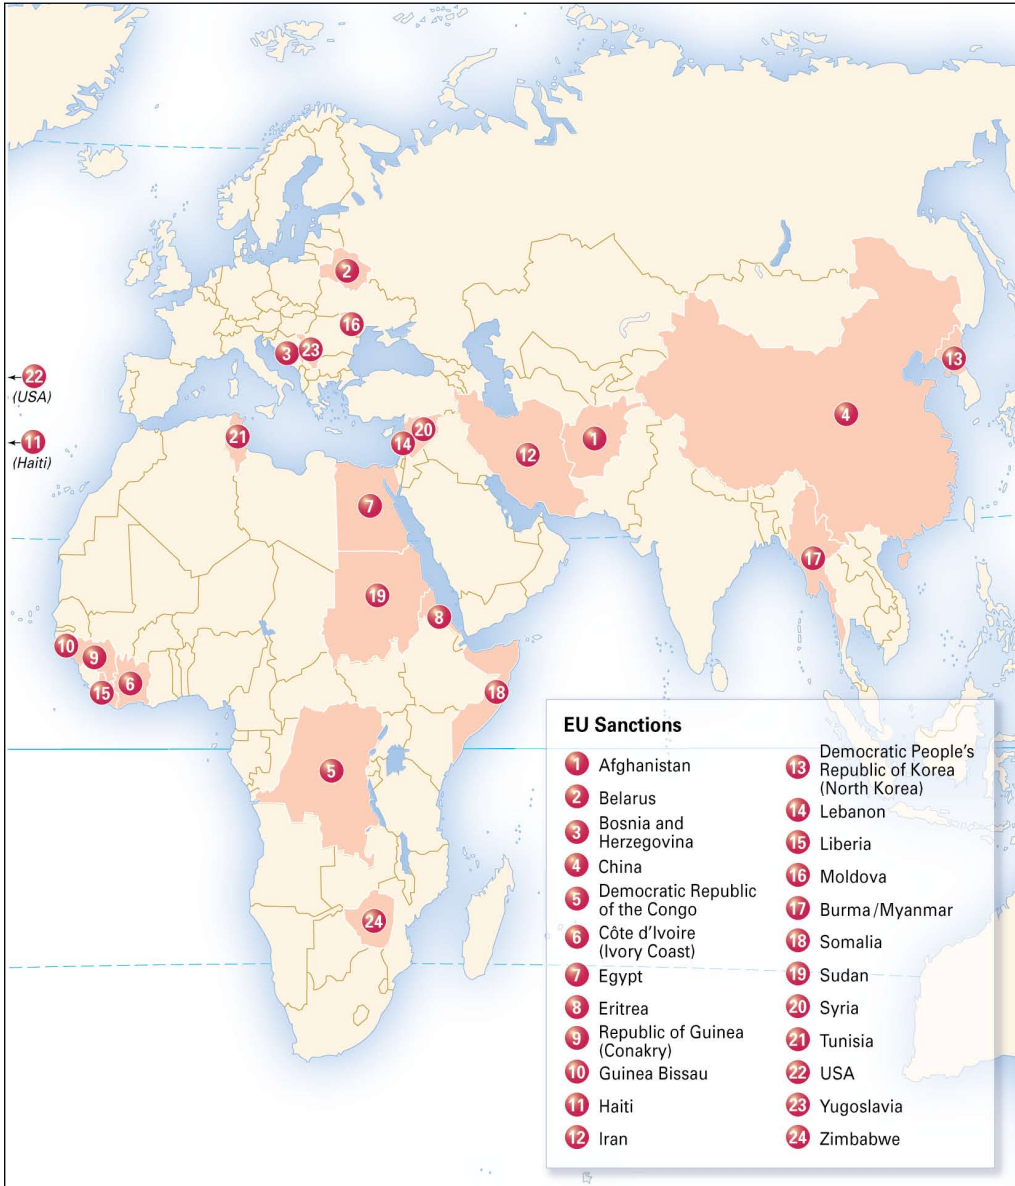 2
16
3
23
13
22
(USA)
4
21
20
14
1
11
(Haiti)
12
7
17
19
8
10
9
15
6
18
5
24
EU Sanctions
1 Afghanistan
2 Belarus
3 Bosnia and
Herzegovina
4 China
5 Democratic Republic
of the Congo
6 Côte d’Ivoire
(Ivory Coast)
7 Egypt
8 Eritrea
9 Republic of Guinea
(Conakry)
10 Guinea Bissau
11 Haiti
12 Iran
13 Democratic People’s
Republic of Korea
(North Korea)
14 Lebanon
15 Liberia
16 Moldova
17 Burma/Myanmar
18 Somalia
19 Sudan
20 Syria
21 Tunisia
22 USA
23 Yugoslavia
24 Zimbabwe